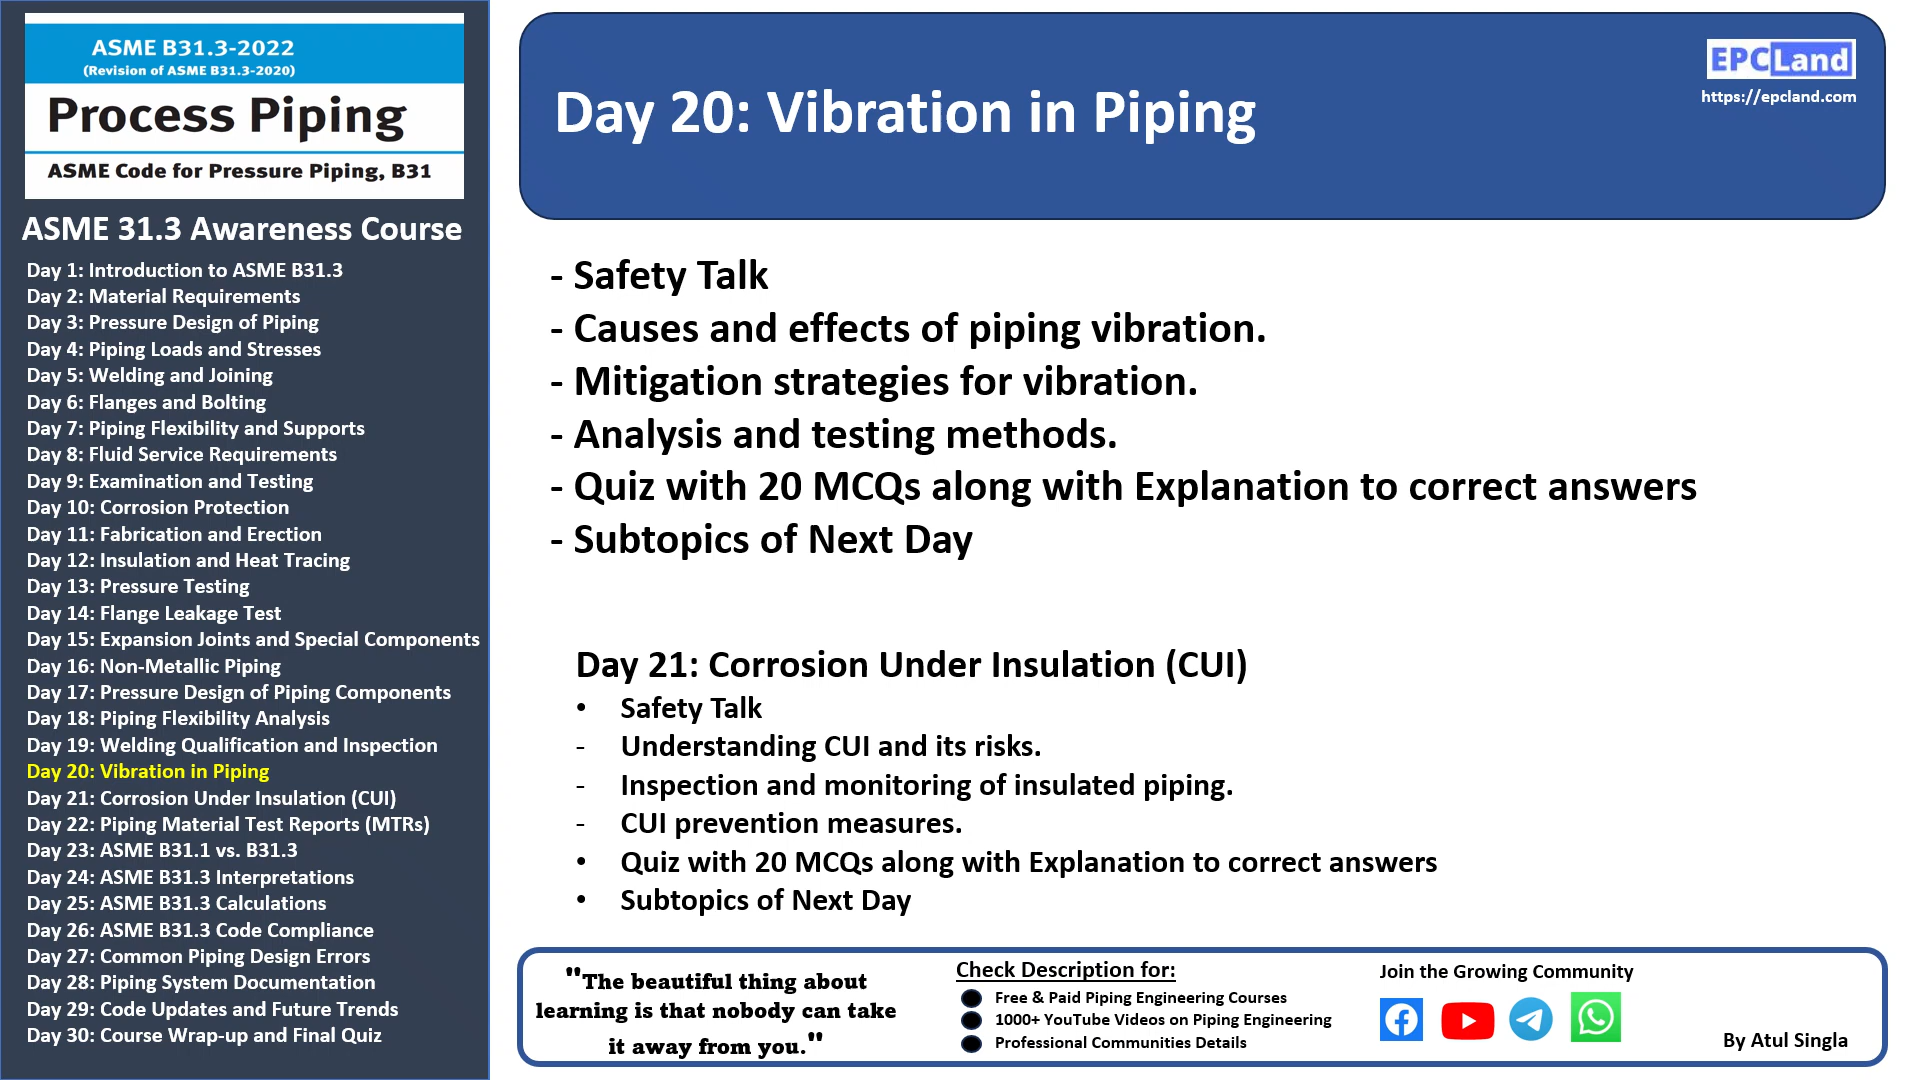 ASME B31.3-2022
(Revision of ASME B31.3-2020)
Process Piping
ASME Code for Pressure Piping, B31
ASME 31.3 Awareness Course
Day 1: Introduction to ASME B31.3
Day 2: Material Requirements
Day 3: Pressure Design of Piping
Day 4: Piping Loads and Stresses
Day 5: Welding and Joining
Day 6: Flanges and Bolting
Day 7: Piping Flexibility and Supports
Day 8: Fluid Service Requirements
Day 9: Examination and Testing
Day 10: Corrosion Protection
Day 11: Fabrication and Erection
Day 12: Insulation and Heat Tracing
Day 13: Pressure Testing
Day 14: Flange Leakage Test
Day 15: Expansion Joints and Special Components
Day 16: Non-Metallic Piping
Day 17: Pressure Design of Piping Components
Day 18: Piping Flexibility Analysis
Day 19: Welding Qualification and Inspection
Day 20: Vibration in Piping
Day 21: Corrosion Under Insulation (CUI)
Day 22: Piping Material Test Reports (MTRs)
Day 23: ASME B31.1 vs. B31.3
Day 24: ASME B31.3 Interpretations
Day 25: ASME B31.3 Calculations
Day 26: ASME B31.3 Code Compliance
Day 27: Common Piping Design Errors
Day 28: Piping System Documentation
Day 29: Code Updates and Future Trends
Day 30: Course Wrap-up and Final Quiz
Day 20: Vibration in Piping
EPCLand
https://epcland.com
- Safety Talk
- Causes and effects of piping vibration.
- Mitigation strategies for vibration.
- Analysis and testing methods.
- Quiz with 20 MCQs along with Explanation to correct answers
- Subtopics of Next Day
Day 21: Corrosion Under Insulation (CUI)
• Safety Talk
- Understanding CUI and its risks.
- Inspection and monitoring of insulated piping.
- CUI prevention measures.
• Quiz with 20 MCQs along with Explanation to correct answers
• Subtopics of Next Day
"The beautiful thing about
learning is that nobody can take
it away from you."
Check Description for:
● Free & Paid Piping Engineering Courses
● 1000+ YouTube Videos on Piping Engineering
● Professional Communities Details
Join the Growing Community
By Atul Singla